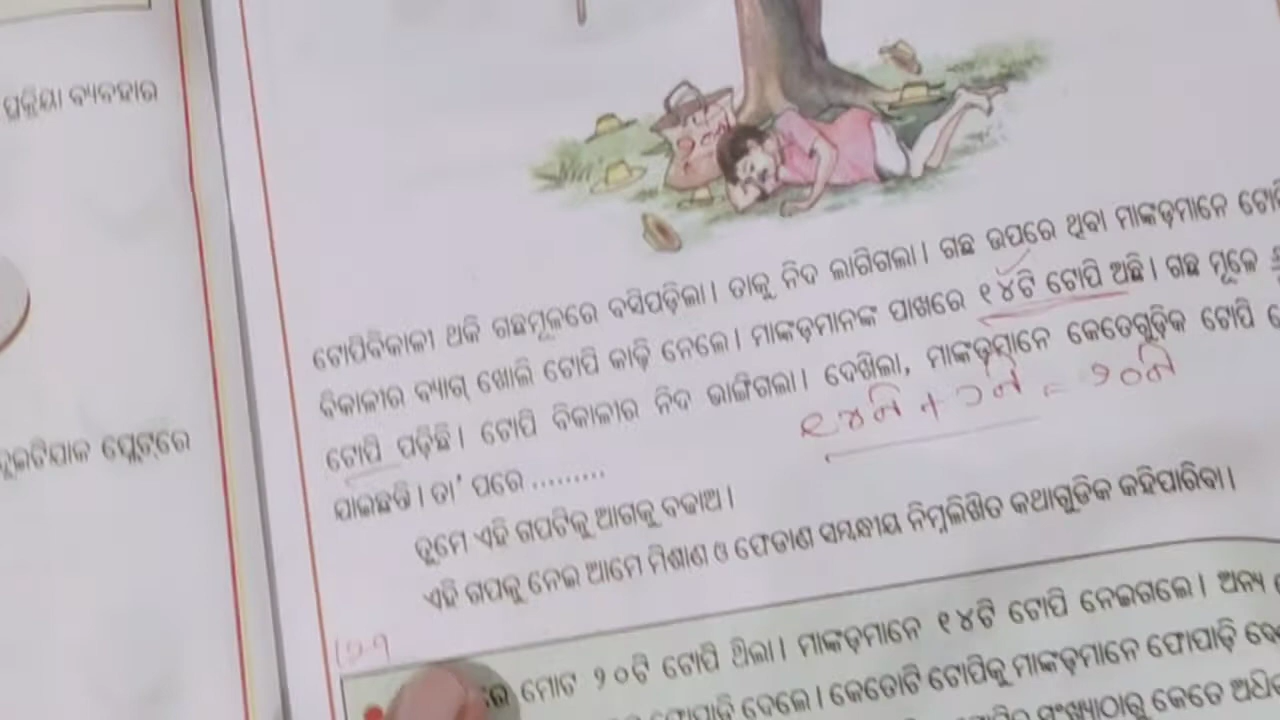 ପ୍ରକ୍ରିୟା ବ୍ୟବହାର
ପ୍ଲେଟ୍‌ରେ
ଟୋପିବିକାଳୀ ଥକି ଗଛମୂଳରେ ବସିପଡ଼ିଲା। ତାକୁ ନିଦ ଲାଗିଗଲା। ଗଛ ଉପରେ ଥିବା ମାଙ୍କଡ଼ମାନେ
ବିକାଳୀର ବ୍ୟାଗ୍ ଖୋଲି ଟୋପି କାଢ଼ି ନେଲେ। ମାଙ୍କଡ଼ମାନଙ୍କ ପାଖରେ ୧୪ଟି ଟୋପି ଅଛି। ଗଛ ମୂଳେ
ଟୋପି ପଡ଼ିଛି। ଟୋପି ବିକାଳୀର ନିଦ ଭାଙ୍ଗିଗଲା। ଦେଖିଲା, ମାଙ୍କଡ଼ମାନେ କେତେଗୁଡ଼ିକ ଟୋପି
ଯାଇଛନ୍ତି। ତା' ପରେ .........
ତୁମେ ଏହି ଗପଟିକୁ ଆଗକୁ ବଢାଅ।
ଏହି ଗପକୁ ନେଇ ଆମେ ମିଶାଣ ଓ ଫେଡାଣ ସମ୍ବନ୍ଧୀୟ ନିମ୍ନଲିଖିତ କଥାଗୁଡିକ କହିପାରିବା।
ମୋଟ ୨୦ଟି ଟୋପି ଥିଲା। ମାଙ୍କଡ଼ମାନେ ୧୪ଟି ଟୋପି ନେଇଗଲେ। ଅନ୍ୟ
ଫୋପାଡ଼ି ଦେଲେ। କେତୋଟି ଟୋପିକୁ ମାଙ୍କଡ଼ମାନେ ଫୋପାଡ଼ି
ସଂଖ୍ୟାଠାରୁ କେତେ